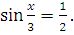 sin x/3 = 1/2.